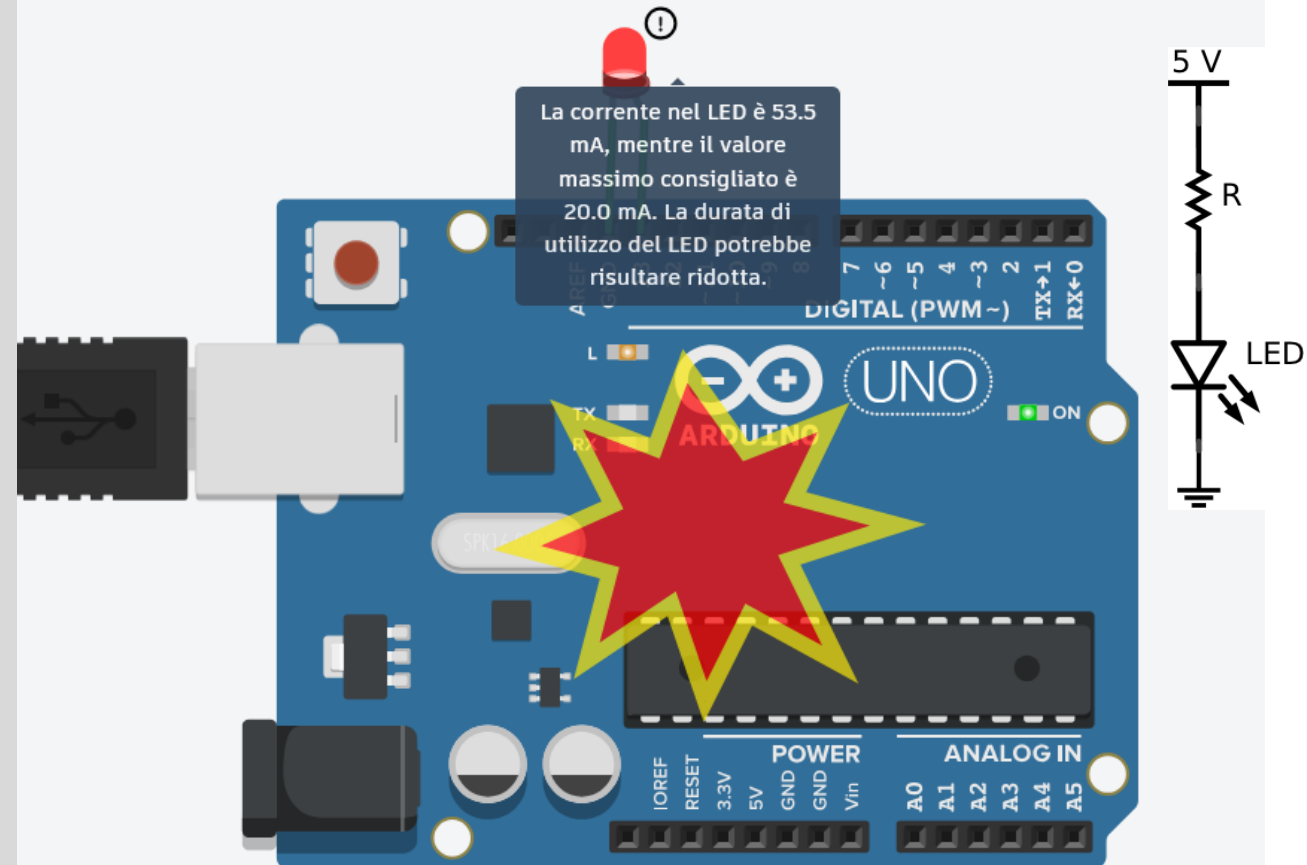 !
La corrente nel LED è 53.5
mA, mentre il valore
massimo consigliato è
20.0 mA. La durata di
utilizzo del LED potrebbe
risultare ridotta.
5 V
R
LED
AREF
GND
8
7
~6
~5
4
~3
2
TX→1
RX←0
DIGITAL (PWM~)
L
TX
RX
UNO
ARDUINO
ON
SPK16
POWER
ANALOG IN
IOREF
RESET
3.3V
5V
GND
GND
Vin
A0
A1
A2
A3
A4
A5